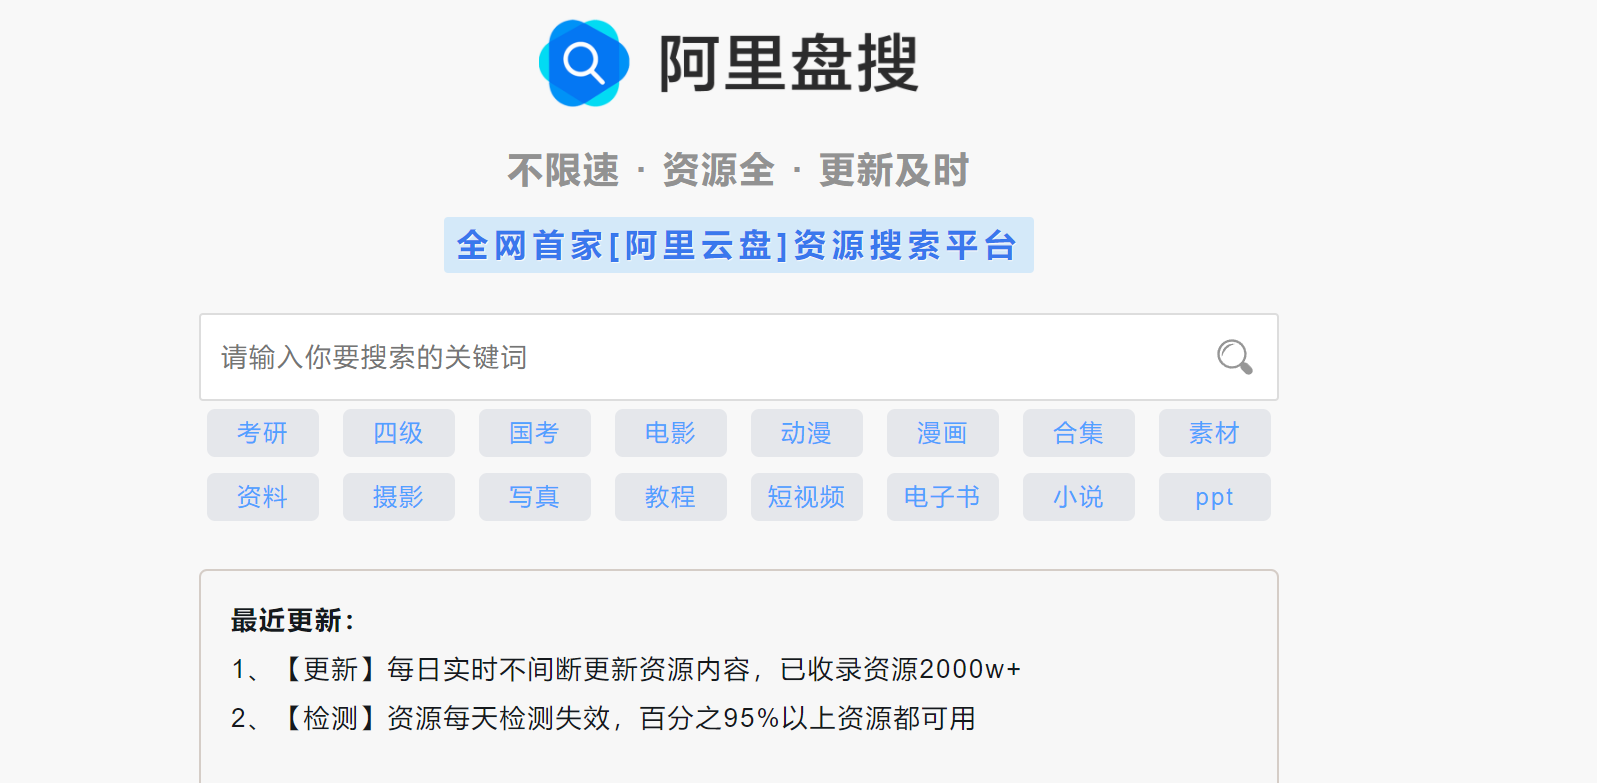 阿里盘搜
不限速 · 资源全 · 更新及时
全网首家[阿里云盘]资源搜索平台
请输入你要搜索的关键词
考研 四级 国考 电影 动漫 漫画 合集 素材
资料 摄影 写真 教程 短视频 电子书 小说 ppt
最近更新：
1、【更新】每日实时不间断更新资源内容，已收录资源2000w+
2、【检测】资源每天检测失效，百分之95%以上资源都可用